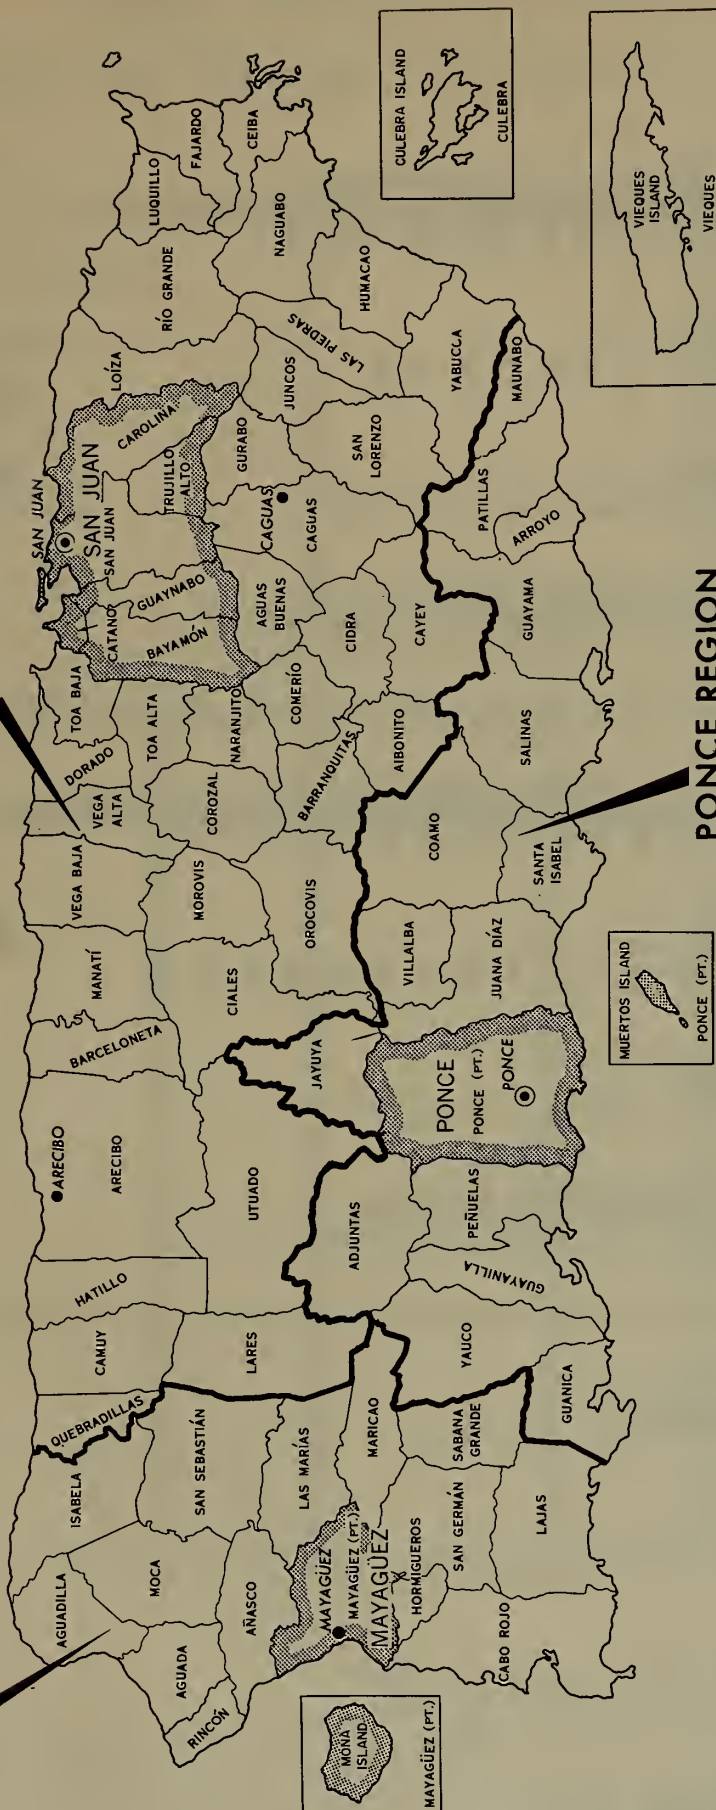 AGUADILLA
ISABELA
QUEBRADILLAS
CAMUY
HATILLO
ARECIBO
ARECIBO
BARCELONETA
MANATÍ
VEGA BAJA
VEGA
ALTA
DORADO
TOA BAJA
TOA ALTA
CATANO
SAN JUAN
SAN JUAN
SAN JUAN
GUAYNABO
BAYAMÓN
TRUJILLO
ALTO
CAROLINA
LOÍZA
RÍO GRANDE
LUQUILLO
FAJARDO
CEIBA
RINCÓN
AGUADA
MOCA
AÑASCO
SAN SEBASTIÁN
LARES
UTUADO
CIALES
MOROVIS
COROZAL
NARANJITO
OROCOVIS
BARRANQUITAS
COMERÍO
AGUAS
BUENAS
CAGUAS
CAGUAS
GURABO
JUNCOS
LAS PIEDRAS
NAGUABO
HUMACAO
CIDRA
SAN
LORENZO
YABUCCA
MAUNABO
CAYEY
AIBONITO
PATILLAS
ARROYO
GUAYAMA
SALINAS
COAMO
SANTA
ISABEL
VILLALBA
JUANA DÍAZ
JAYUYA
PONCE
PONCE (PT.)
PONCE
ADJUNTAS
PEÑUELAS
GUAYANILLA
YAUCO
GUANICA
LAS MARÍAS
MARICAO
SABANA
GRANDE
MAYAGÜEZ
MAYAGÜEZ (PT.)
MAYAGÜEZ
HORMIGUEROS
SAN GERMÁN
LAJAS
CABO ROJO
MONA
ISLAND
MAYAGÜEZ (PT.)
MUERTOS ISLAND
PONCE (PT.)
PONCE REGION
CULEBRA ISLAND
CULEBRA
VIEQUES
ISLAND
VIEQUES